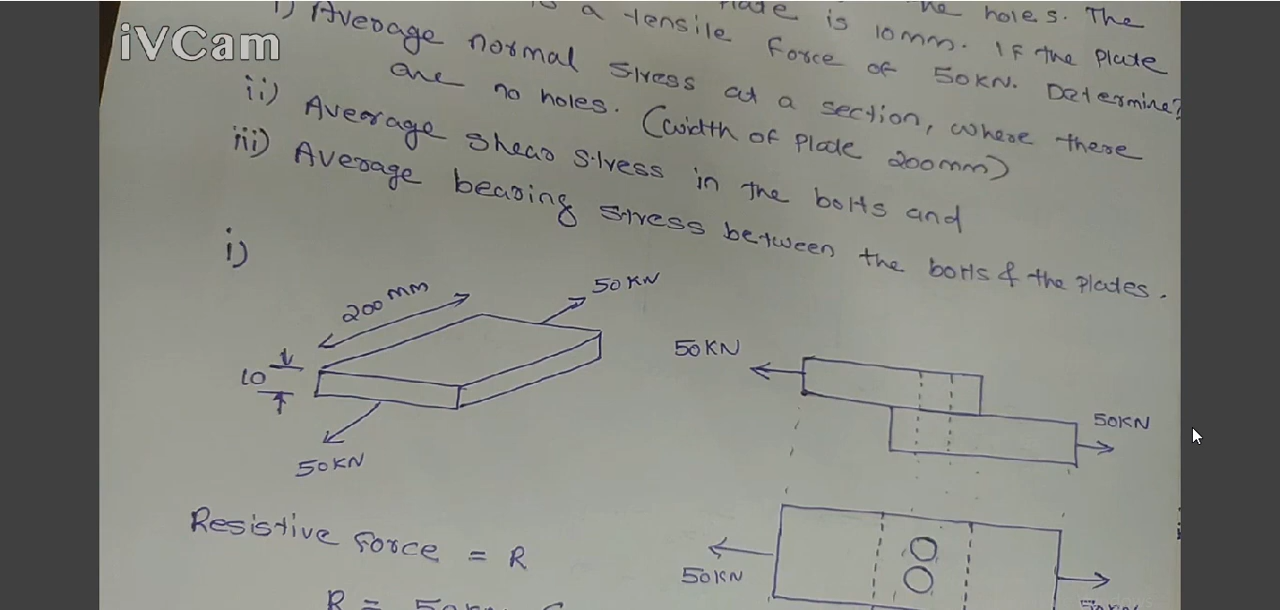 iVCam
holes. The
is 10mm. If the Plate
a tensile Force of 50KN. Determine?
i) Average normal stress at a section, where there
are no holes. (width of Plate 200mm)
ii) Average shear stress in the bolts and
iii) Average bearing stress between the bolts & the plates.
i)
200 mm
50KN
10
50KN
50KN
50KN
Resistive Force = R
50KN
R =